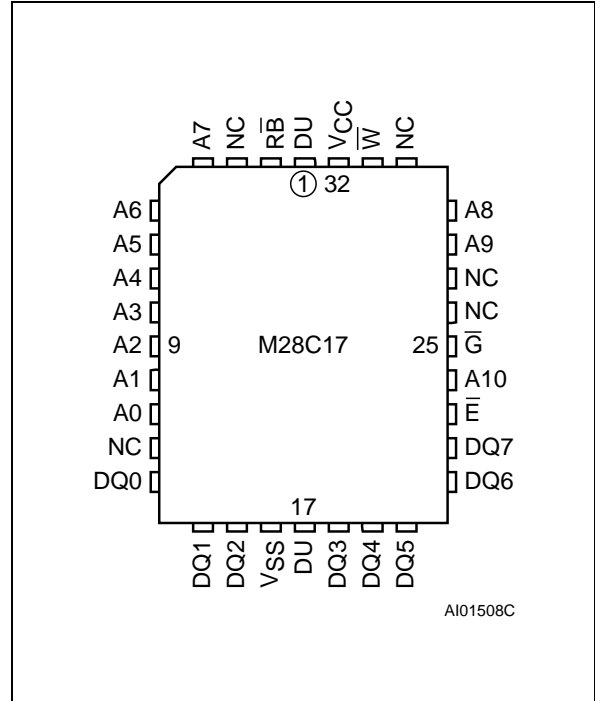 A7 NC R̅B̅ DU VCC W̅ NC
① 32
A6 A8
A5 A9
A4 NC
A3 NC
A2 9 M28C17 25 G̅
A1 A10
A0 E̅
NC DQ7
DQ0 DQ6
17
DQ1 DQ2 VSS DU DQ3 DQ4 DQ5
AI01508C